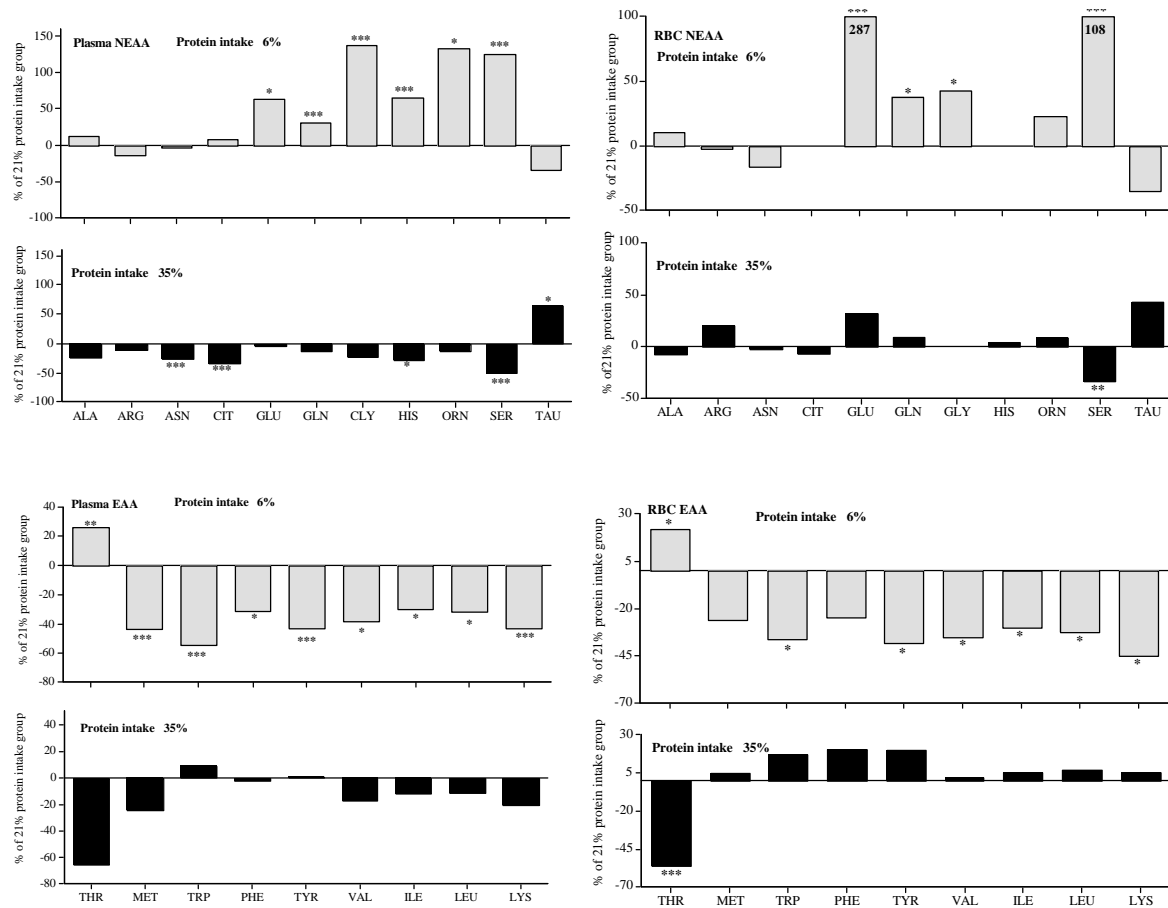 Plasma NEAA Protein intake 6%
% of 21% protein intake group
150
100
50
0
-50
-100
* *** *** *** * ***
Protein intake 35%
% of 21% protein intake group
150
100
50
0
-50
-100
*** *** * *** *
ALA ARG ASN CIT GLU GLN CLY HIS ORN SER TAU
RBC NEAA
Protein intake 6%
% of 21% protein intake group
100
50
0
-50
*** * * ***
287 108
Protein intake 35%
% of21% protein intake group
100
50
0
-50
**
ALA ARG ASN CIT GLU GLN GLY HIS ORN SER TAU
Plasma EAA Protein intake 6%
% of 21% protein intake group
40
20
0
-20
-40
-60
-80
** *** *** * *** * * * ***
Protein intake 35%
% of 21% protein intake group
40
20
0
-20
-40
-60
-80
THR MET TRP PHE TYR VAL ILE LEU LYS
RBC EAA Protein intake 6%
% of 21% protein intake group
30
5
-20
-45
-70
* * * * * * *
Protein intake 35%
% of 21% protein intake group
30
5
-20
-45
-70
***
THR MET TRP PHE TYR VAL ILE LEU LYS